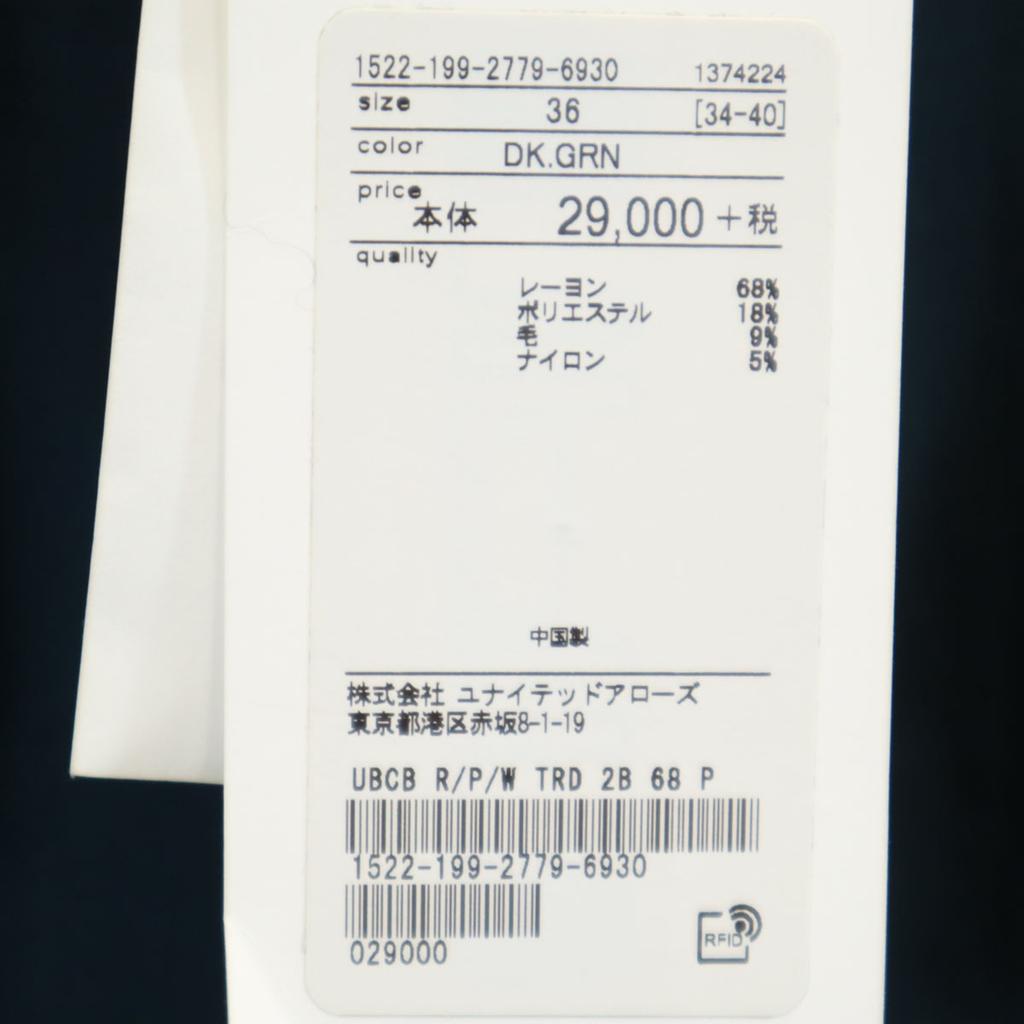 1522-199-2779-6930 1374224
size 36 [34-40]
color DK.GRN
price 本体 29,000 +税
quality
レーヨン 68%
ポリエステル 18%
毛 9%
ナイロン 5%
中国製
株式会社 ユナイテッドアローズ
東京都港区赤坂8-1-19
UBCB R/P/W TRD 2B 68 P
1522-199-2779-6930
029000
RFID